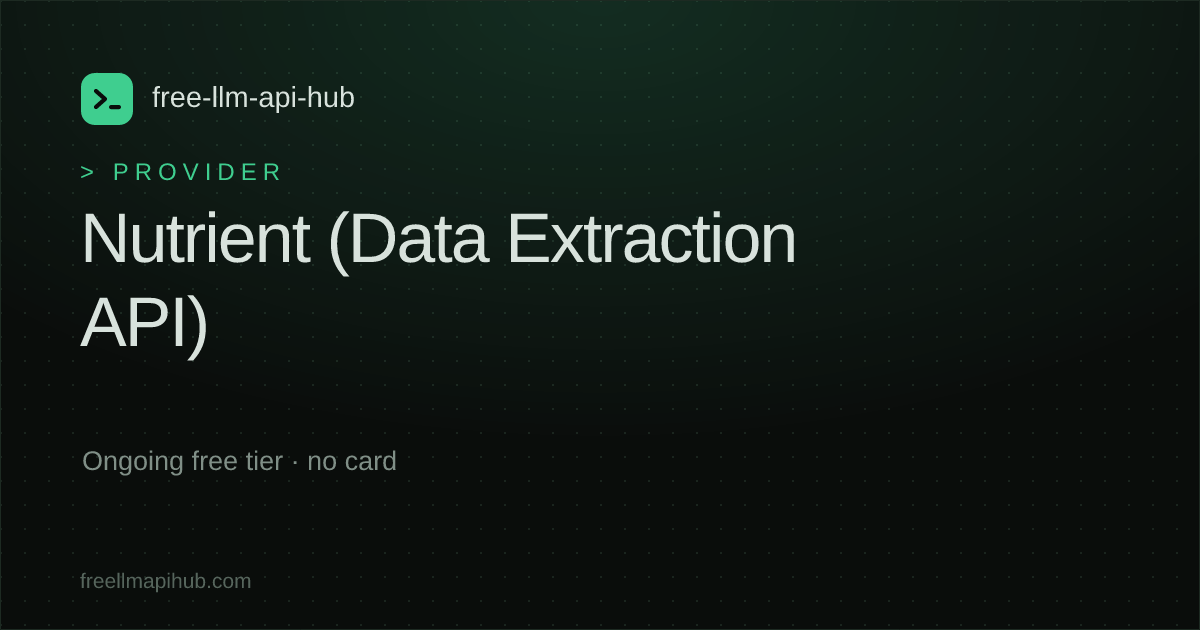 free-llm-api-hub
> PROVIDER
Nutrient (Data Extraction
API)
Ongoing free tier · no card
freellmapihub.com